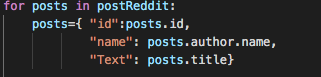 for posts in postReddit:
posts={ "id":posts.id,
"name": posts.author.name,
"Text": posts.title}